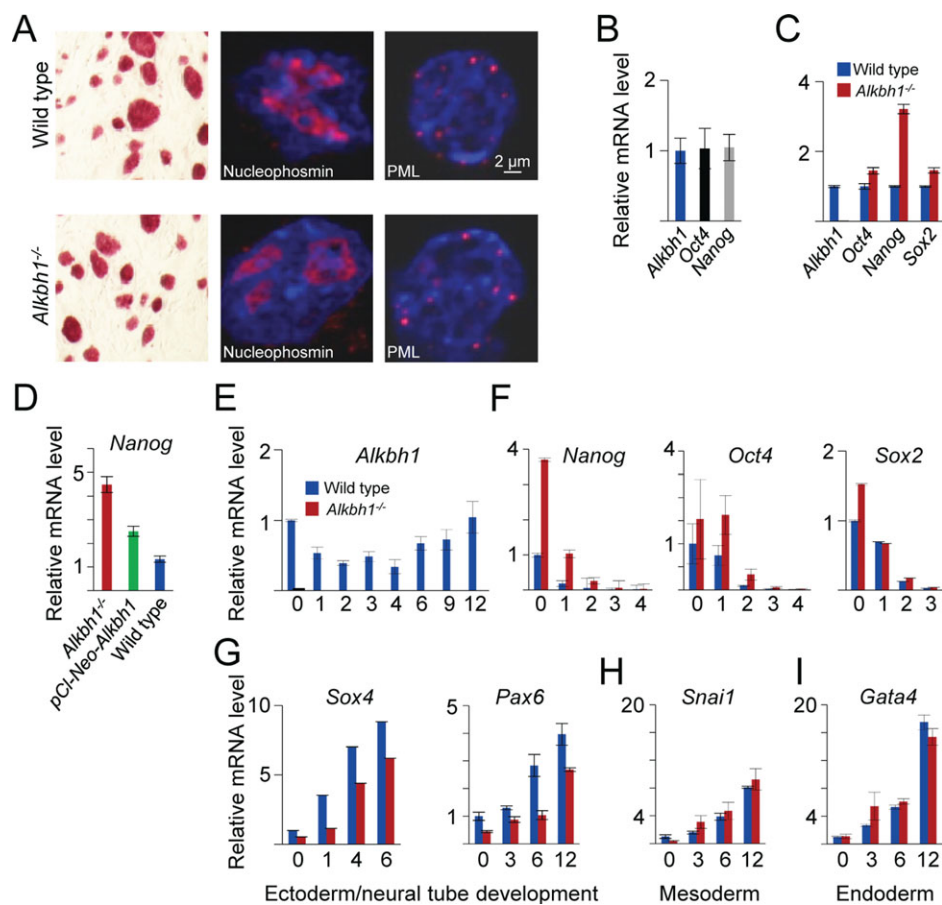 A
Wild type
Nucleophosmin
PML
2 µm
Alkbh1-/-
Nucleophosmin
PML
B
Relative mRNA level
2
1
Alkbh1
Oct4
Nanog
C
Wild type
Alkbh1-/-
4
2
Alkbh1
Oct4
Nanog
Sox2
D
Relative mRNA level
Nanog
5
1
Alkbh1-/-
pCI-Neo-Alkbh1
Wild type
E
Relative mRNA level
Alkbh1
Wild type
Alkbh1-/-
2
1
0 1 2 3 4 6 9 12
F
Nanog
4
1
0 1 2 3 4
Oct4
4
1
0 1 2 3 4
Sox2
2
1
0 1 2 3
G
Relative mRNA level
Sox4
10
5
0 1 4 6
Pax6
5
1
0 3 6 12
Ectoderm/neural tube development
H
Snai1
20
4
0 3 6 12
Mesoderm
I
Gata4
20
4
0 3 6 12
Endoderm